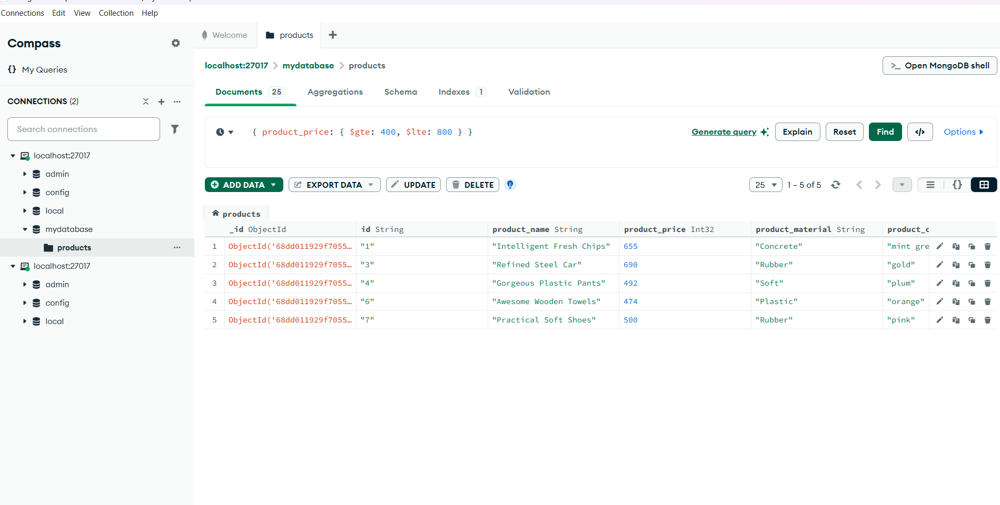 Connections Edit View Collection Help
Compass
My Queries
CONNECTIONS (2)
Search connections
localhost:27017
admin
config
local
mydatabase
products
localhost:27017
admin
config
local
Welcome products
localhost:27017 > mydatabase > products
>_ Open MongoDB shell
Documents 25 Aggregations Schema Indexes 1 Validation
{ product_price: { $gte: 400, $lte: 800 } }
Generate query Explain Reset Find </> Options
ADD DATA EXPORT DATA UPDATE DELETE
25 1 – 5 of 5 {}
products
_id ObjectId id String product_name String product_price Int32 product_material String product_c
1 ObjectId('68dd011929f7055… "1" "Intelligent Fresh Chips" 655 "Concrete" "mint gre
2 ObjectId('68dd011929f7055… "3" "Refined Steel Car" 690 "Rubber" "gold"
3 ObjectId('68dd011929f7055… "4" "Gorgeous Plastic Pants" 492 "Soft" "plum"
4 ObjectId('68dd011929f7055… "6" "Awesome Wooden Towels" 474 "Plastic" "orange"
5 ObjectId('68dd011929f7055… "7" "Practical Soft Shoes" 500 "Rubber" "pink"